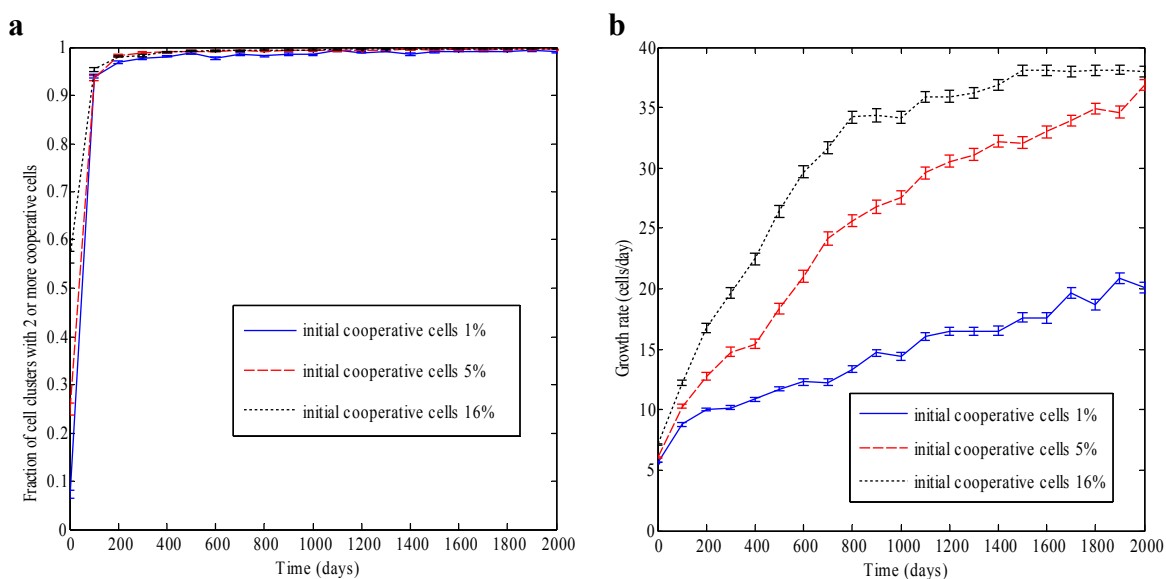 a
Fraction of cell clusters with 2 or more cooperative cells
1
0.9
0.8
0.7
0.6
0.5
0.4
0.3
0.2
0.1
0
initial cooperative cells 1%
initial cooperative cells 5%
initial cooperative cells 16%
0 200 400 600 800 1000 1200 1400 1600 1800 2000
Time (days)
b
Growth rate (cells/day)
40
35
30
25
20
15
10
5
0
initial cooperative cells 1%
initial cooperative cells 5%
initial cooperative cells 16%
0 200 400 600 800 1000 1200 1400 1600 1800 2000
Time (days)